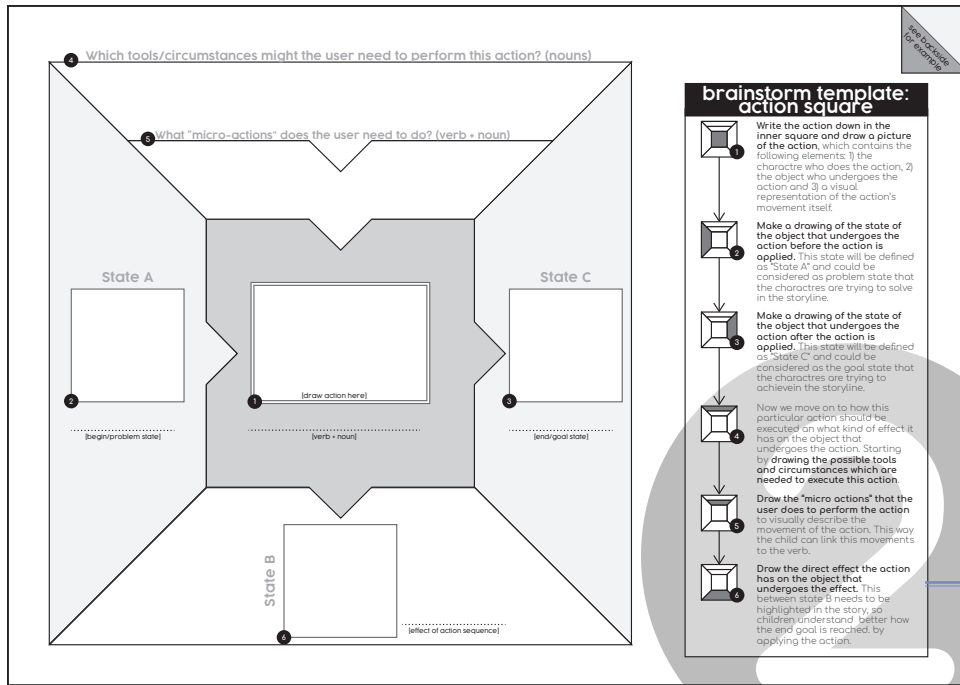 see backside
for example
4 Which tools/circumstances might the user need to perform this action? (nouns)
5 What "micro-actions" does the user need to do? (verb + noun)
State A
2
[begin/problem state]
[draw action here]
1
[verb + noun]
State C
3
[end/goal state]
State B
6
[effect of action sequence]
brainstorm template:
action square
1
Write the action down in the
inner square and draw a picture
of the action, which contains the
following elements: 1) the
charactre who does the action, 2)
the object who undergoes the
action and 3) a visual
representation of the action's
movement itself.
2
Make a drawing of the state of
the object that undergoes the
action before the action is
applied. This state will be defined
as "State A" and could be
considered as problem state that
the charactres are trying to solve
in the storyline.
3
Make a drawing of the state of
the object that undergoes the
action after the action is
applied. This state will be defined
as "State C" and could be
considered as the goal state that
the charactres are trying to
achievein the storyline.
4
Now we move on to how this
particular action should be
executed an what kind of effect it
has on the object that
undergoes the action. Starting
by drawing the possible tools
and circumstances which are
needed to execute this action.
5
Draw the "micro actions" that the
user does to perform the action
to visually describe the
movement of the action. This way
the child can link this movements
to the verb.
6
Draw the direct effect the action
has on the object that
undergoes the effect. This
between state B needs to be
highlighted in the story, so
children understand better how
the end goal is reached, by
applying the action.
2